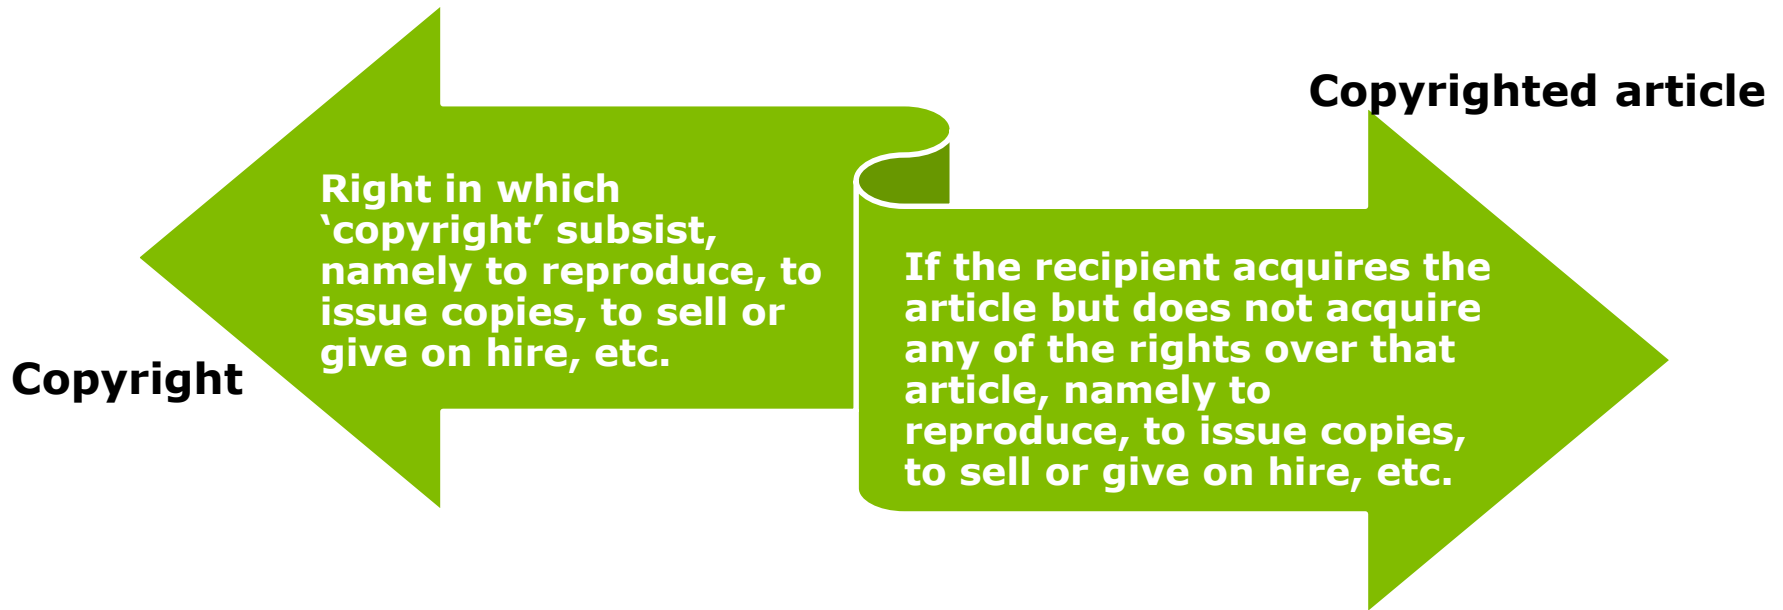 Copyright
Right in which
‘copyright’ subsist,
namely to reproduce, to
issue copies, to sell or
give on hire, etc.
Copyrighted article
If the recipient acquires the
article but does not acquire
any of the rights over that
article, namely to
reproduce, to issue copies,
to sell or give on hire, etc.